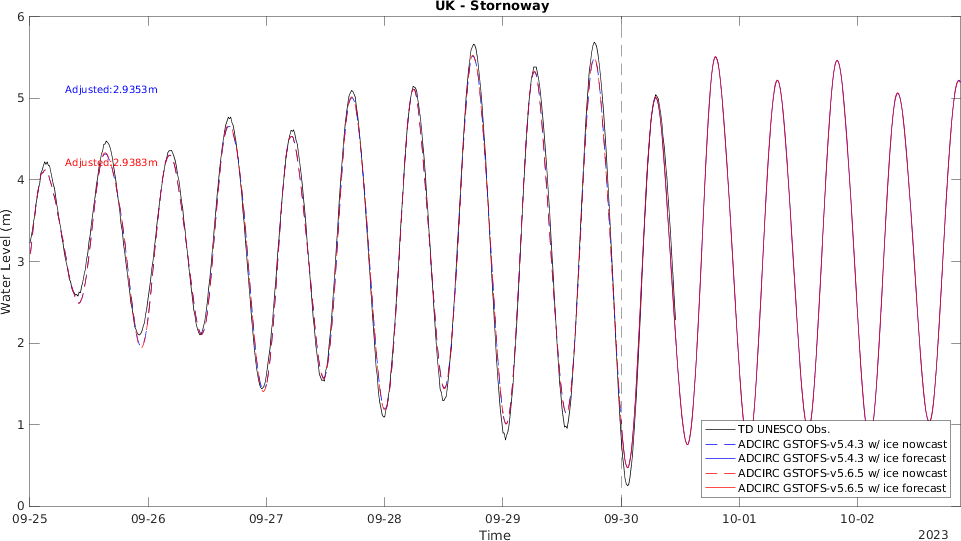 UK - Stornoway
6
5
4
3
2
1
0
Water Level (m)
Adjusted:2.9353m
Adjusted:2.9383m
TD UNESCO Obs.
ADCIRC GSTOFS-v5.4.3 w/ ice nowcast
ADCIRC GSTOFS-v5.4.3 w/ ice forecast
ADCIRC GSTOFS-v5.6.5 w/ ice nowcast
ADCIRC GSTOFS-v5.6.5 w/ ice forecast
09-25 09-26 09-27 09-28 09-29 09-30 10-01 10-02
Time
2023